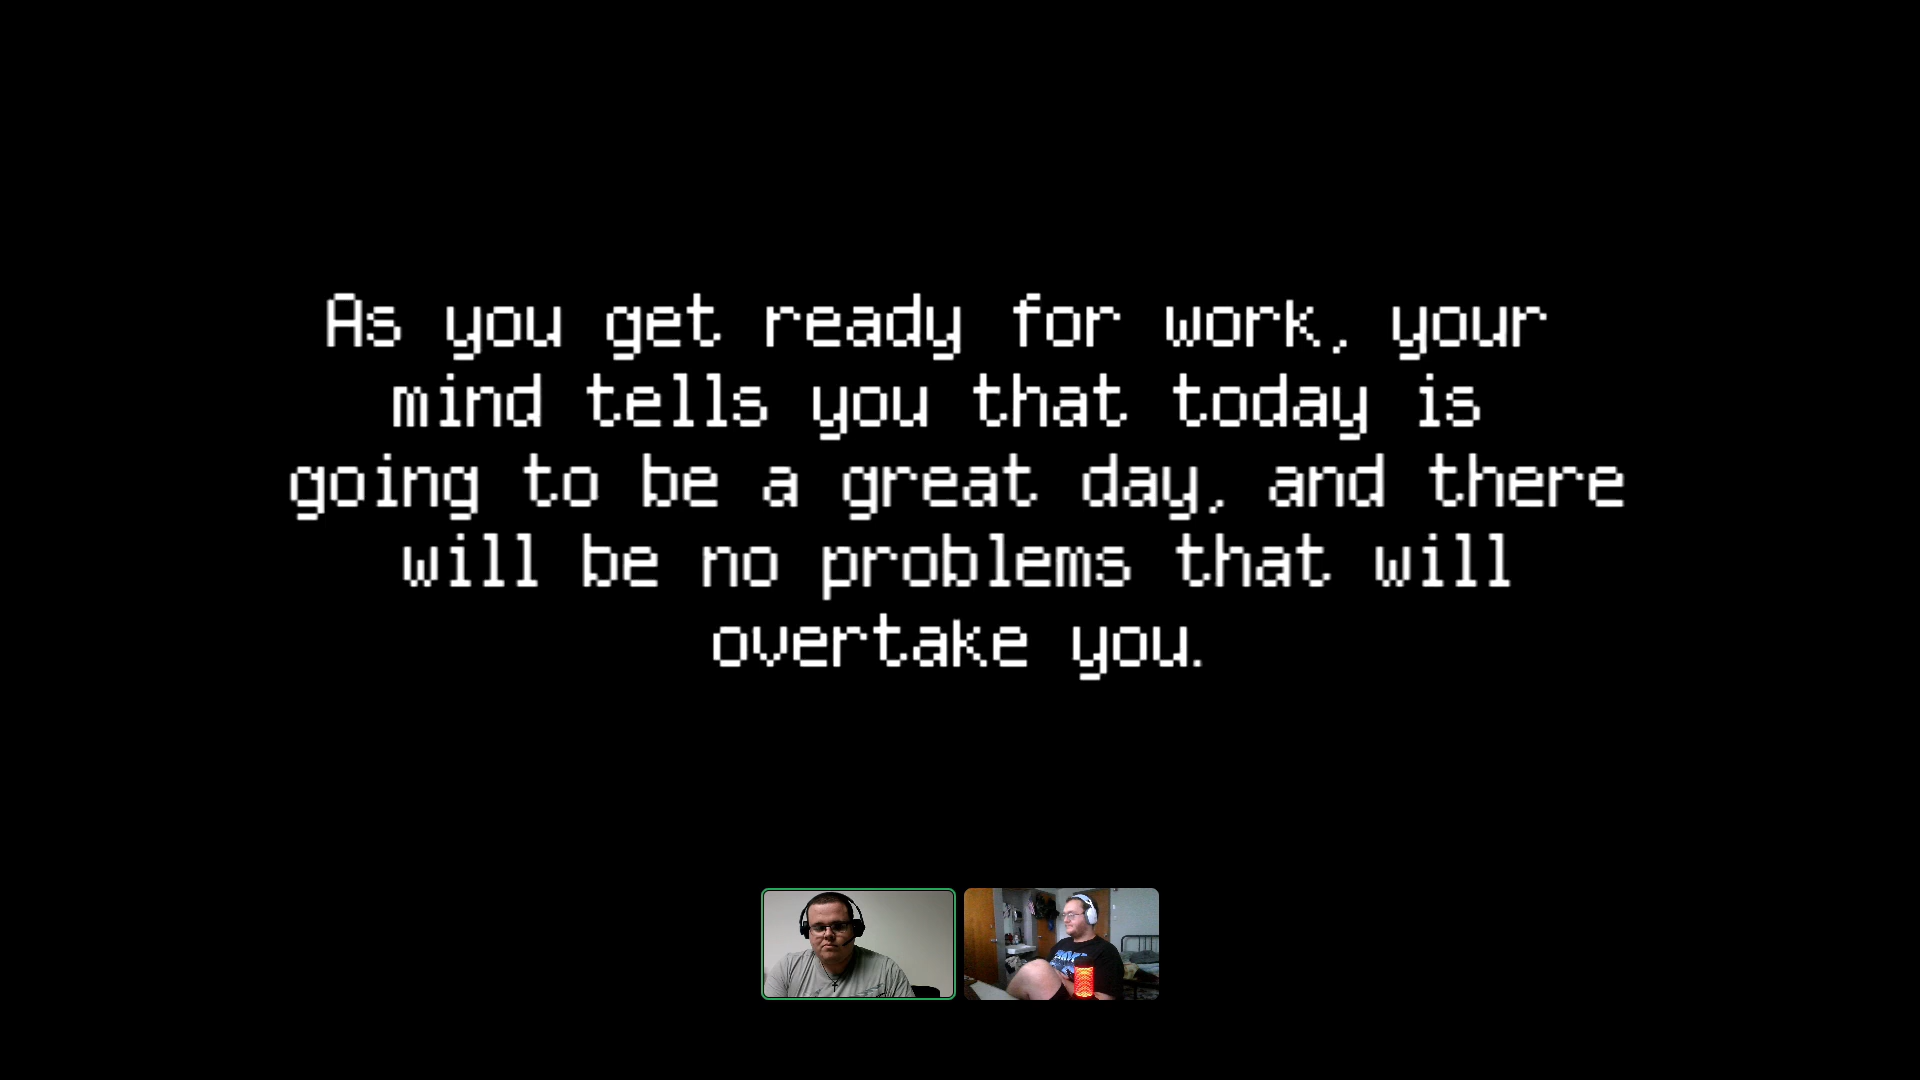 As you get ready for work, your
mind tells you that today is
going to be a great day, and there
will be no problems that will
overtake you.